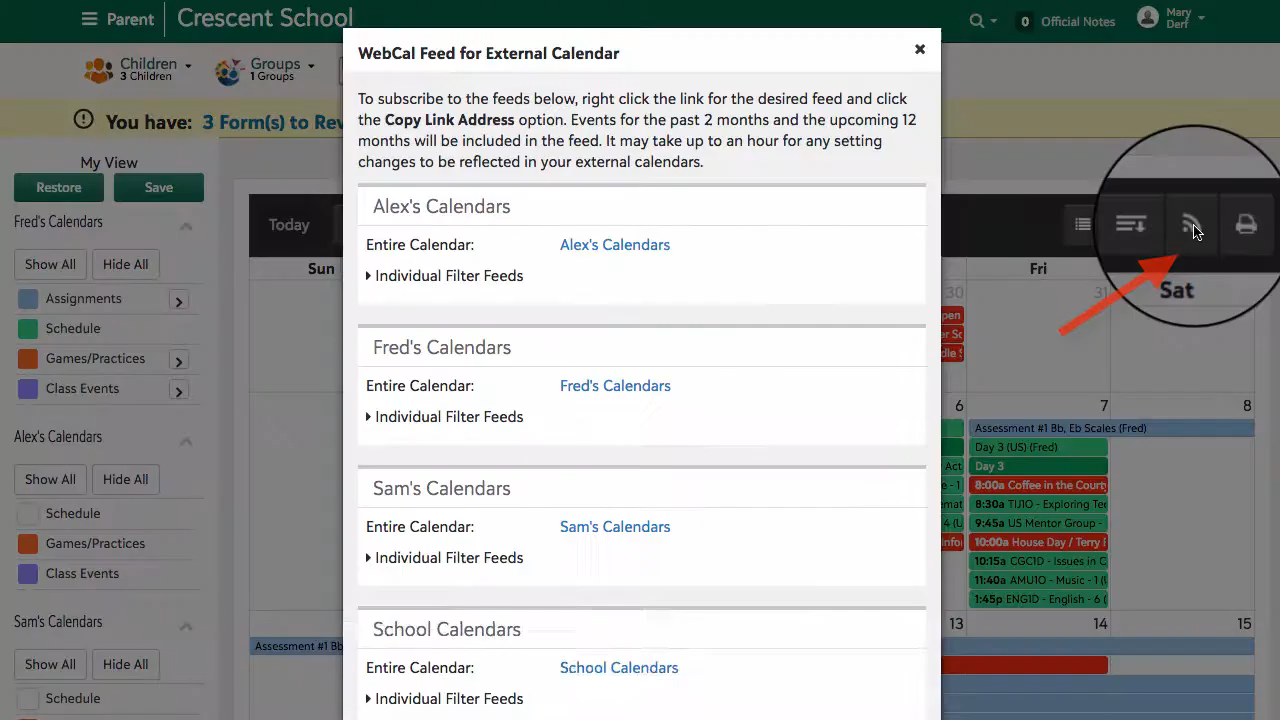 Parent
Crescent School
0 Official Notes
Mary
Derf
Children
3 Children
Groups
1 Groups
You have: 3 Form(s) to Rev
WebCal Feed for External Calendar
To subscribe to the feeds below, right click the link for the desired feed and click
the Copy Link Address option. Events for the past 2 months and the upcoming 12
months will be included in the feed. It may take up to an hour for any setting
changes to be reflected in your external calendars.
Alex's Calendars
Entire Calendar: Alex's Calendars
Individual Filter Feeds
Fred's Calendars
Entire Calendar: Fred's Calendars
Individual Filter Feeds
Sam's Calendars
Entire Calendar: Sam's Calendars
Individual Filter Feeds
School Calendars
Entire Calendar: School Calendars
Individual Filter Feeds
My View
Restore Save
Fred's Calendars
Show All Hide All
Assignments
Schedule
Games/Practices
Class Events
Alex's Calendars
Show All Hide All
Schedule
Games/Practices
Class Events
Sam's Calendars
Show All Hide All
Schedule
Today
Sun Fri Sat
30 31
6 7 8
Assessment #1 Bb, Eb Scales (Fred)
Day 3 (US) (Fred)
Day 3
8:00a Coffee in the Courty
8:30a TIJ1O - Exploring Tec
9:45a US Mentor Group -
10:00a House Day / Terry
10:15a CGC1D - Issues in C
11:40a AMU1O - Music - 1 (
1:45p ENG1D - English - 6 (
13 14 15
Assessment #1 Bb